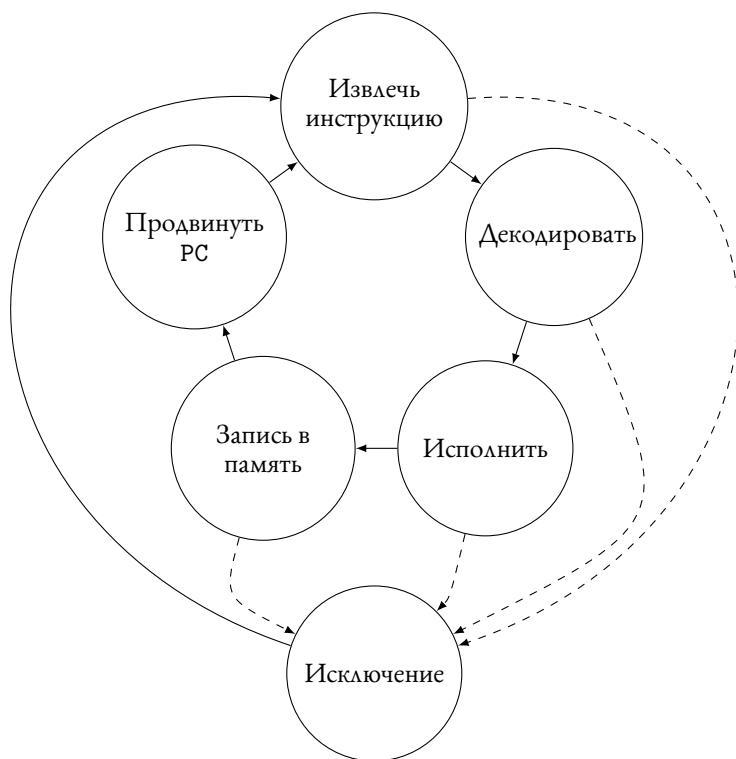 Извлечь
инструкцию
Продвинуть
PC
Декодировать
Запись в
память
Исполнить
Исключение